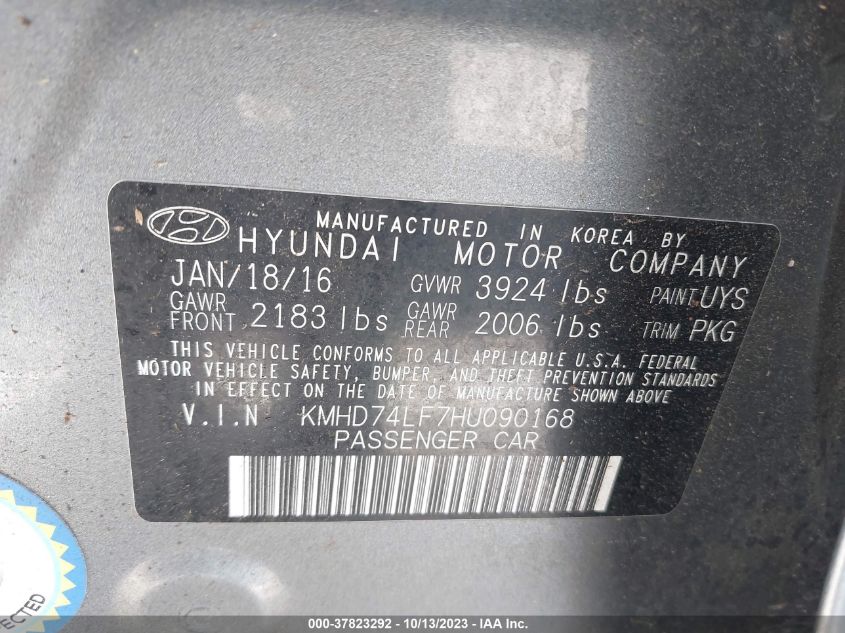 MANUFACTURED IN KOREA BY
HYUNDAI MOTOR COMPANY
JAN/18/16 GVWR 3924 lbs PAINT UYS
GAWR FRONT 2183 lbs GAWR REAR 2006 lbs TRIM PKG
THIS VEHICLE CONFORMS TO ALL APPLICABLE U.S.A. FEDERAL
MOTOR VEHICLE SAFETY, BUMPER, AND THEFT PREVENTION STANDARDS
IN EFFECT ON THE DATE OF MANUFACTURE SHOWN ABOVE
V.I.N KMHD74LF7HU090168
PASSENGER CAR
000-37823292 - 10/13/2023 - IAA Inc.